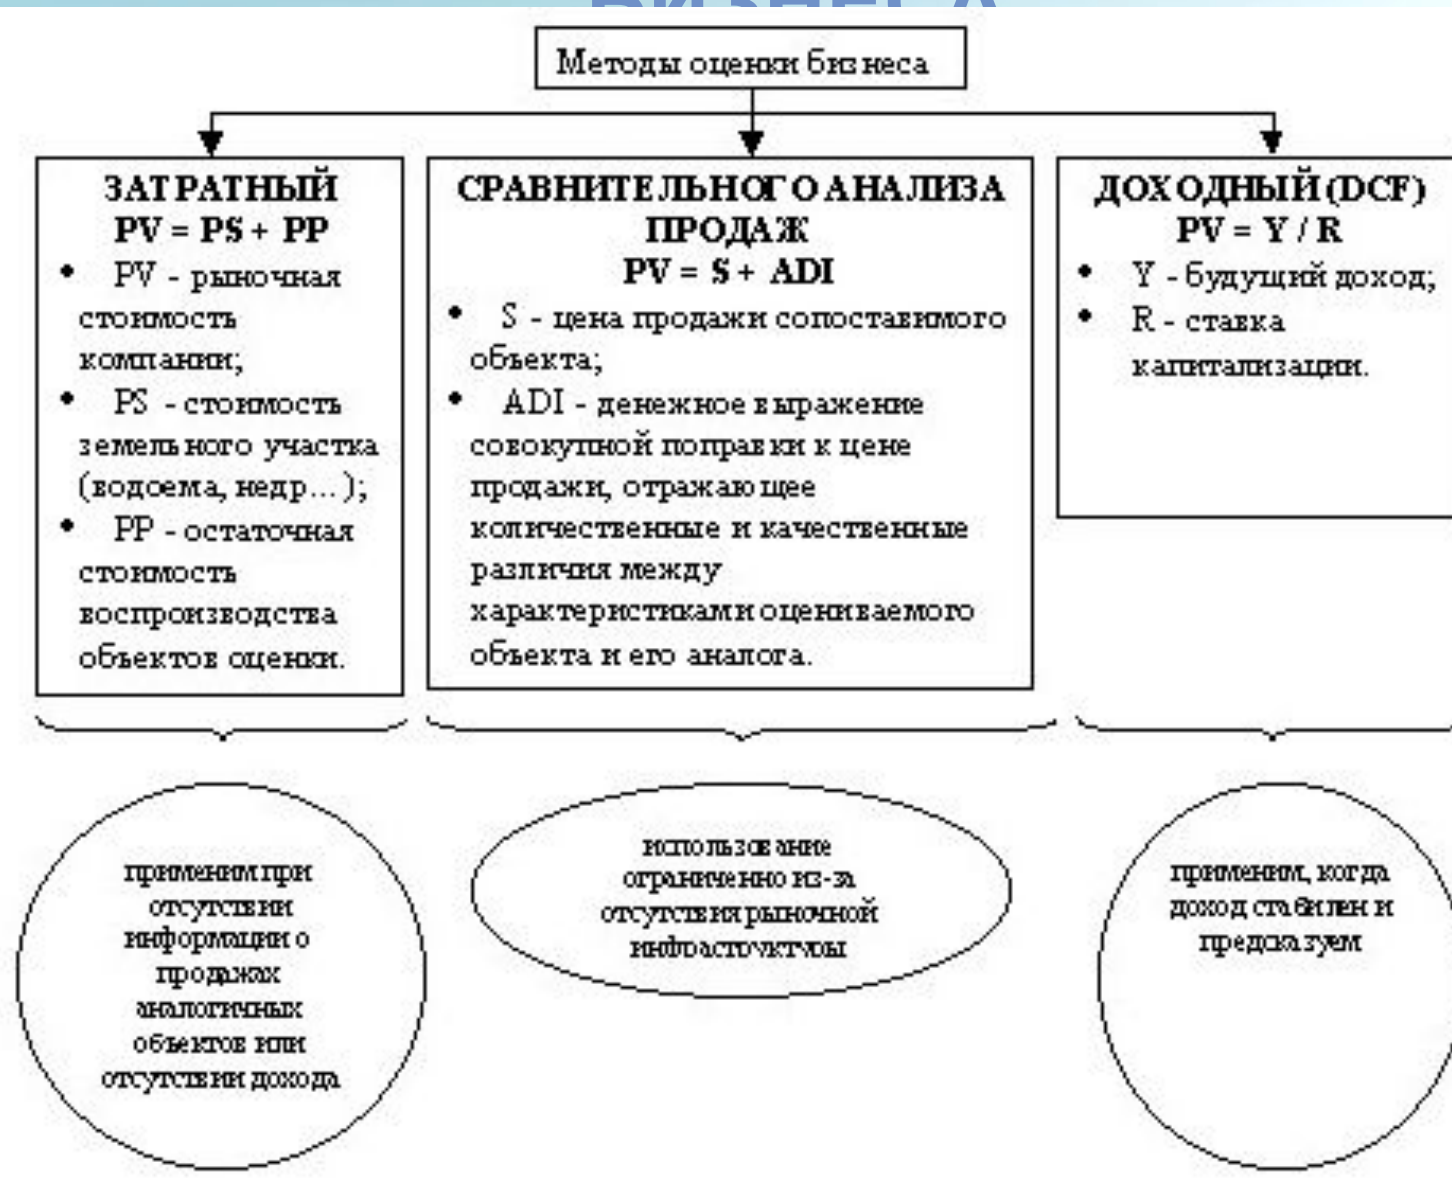 Методы оценки бизнеса
ЗАТРАТНЫЙ
PV = PS + PP
• PV - рыночная
стоимость
компании;
• PS - стоимость
земельного участка
(водоема, недр...);
• PP - остаточная
стоимость
воспроизводства
объектов оценки.
СРАВНИТЕЛЬНОГО АНАЛИЗА
ПРОДАЖ
PV = S + ADI
• S - цена продажи сопоставимого
объекта;
• ADI - денежное выражение
совокупной поправки к цене
продажи, отражающее
количественные и качественные
различия между
характеристиками оцениваемого
объекта и его аналога.
ДОХОДНЫЙ (DCF)
PV = Y / R
• Y - будущий доход;
• R - ставка
капитализации.
применим при
отсутствии
информации о
продажах
аналогичных
объектов или
отсутствии дохода
использование
ограниченно из-за
отсутствия рыночной
инфраструктуры
применим, когда
доход стабилен и
предсказуем